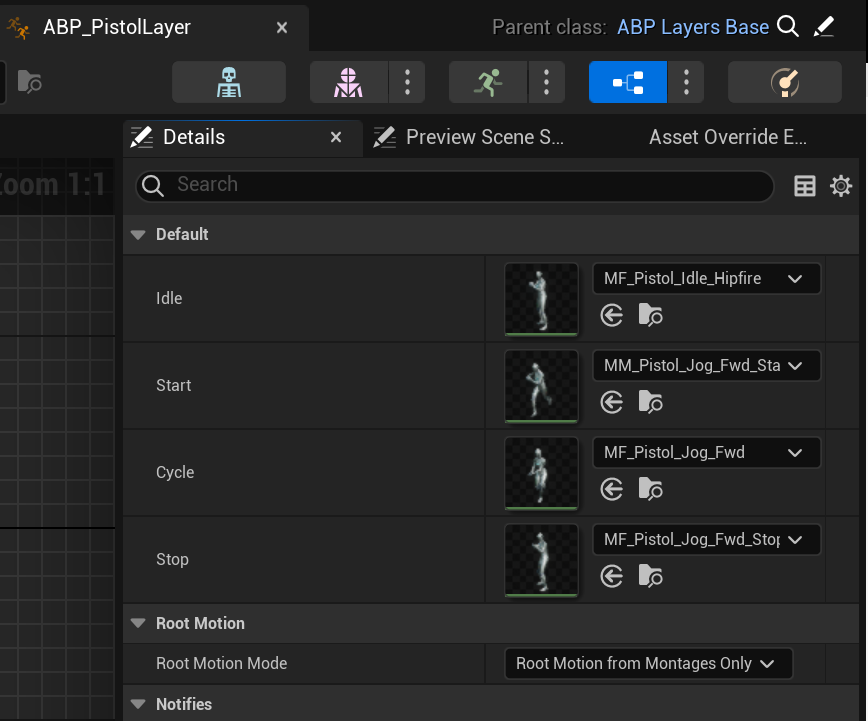 ABP_PistolLayer
Parent class: ABP Layers Base
Details
Preview Scene S...
Asset Override E...
Zoom 1:1
Search
Default
Idle
MF_Pistol_Idle_Hipfire
Start
MM_Pistol_Jog_Fwd_Sta
Cycle
MF_Pistol_Jog_Fwd
Stop
MF_Pistol_Jog_Fwd_Stop
Root Motion
Root Motion Mode
Root Motion from Montages Only
Notifies